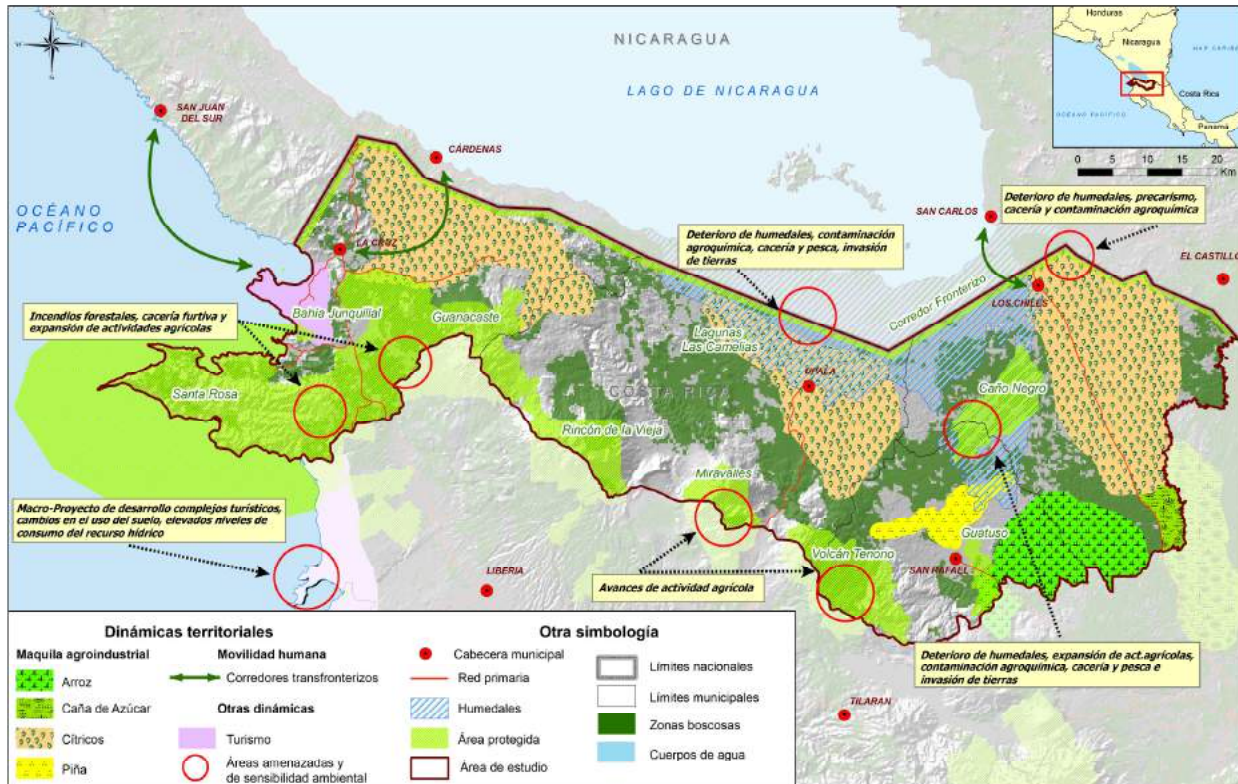 Honduras
Nicaragua
MAR CARIBE
Costa Rica
OCÉANO
PACÍFICO
Panamá
N
S
E
NICARAGUA
LAGO DE NICARAGUA
0 5 10 15 20
Km
SAN JUAN
DEL SUR
CÁRDENAS
OCÉANO
PACÍFICO
LA CRUZ
SAN CARLOS
EL CASTILLO
LOS CHILES
Deterioro de humedales, precarismo,
cacería y contaminación agroquímica
Deterioro de humedales, contaminación
agroquímica, cacería y pesca, invasión
de tierras
Corredor Fronterizo
Incendios forestales, cacería furtiva y
expansión de actividades agrícolas
Bahía Junquillal
Guanacaste
Lagunas
Las Camelias
Santa Rosa
COSTA RICA
UPALA
Caño Negro
Rincón de la Vieja
Miravalles
Macro-Proyecto de desarrollo complejos turísticos,
cambios en el uso del suelo, elevados niveles de
consumo del recurso hídrico
Guatuso
Volcán Tenono
SAN RAFAEL
LIBERIA
Avances de actividad agrícola
Deterioro de humedales, expansión de act.agrícolas,
contaminación agroquímica, cacería y pesca e
invasión de tierras
TILARAN
Dinámicas territoriales
Maquila agroindustrial
Arroz
Caña de Azúcar
Cítricos
Piña
Movilidad humana
Corredores transfronterizos
Otras dinámicas
Turismo
Áreas amenazadas y
de sensibilidad ambiental
Otra simbología
Cabecera municipal
Red primaria
Humedales
Área protegida
Área de estudio
Límites nacionales
Límites municipales
Zonas boscosas
Cuerpos de agua